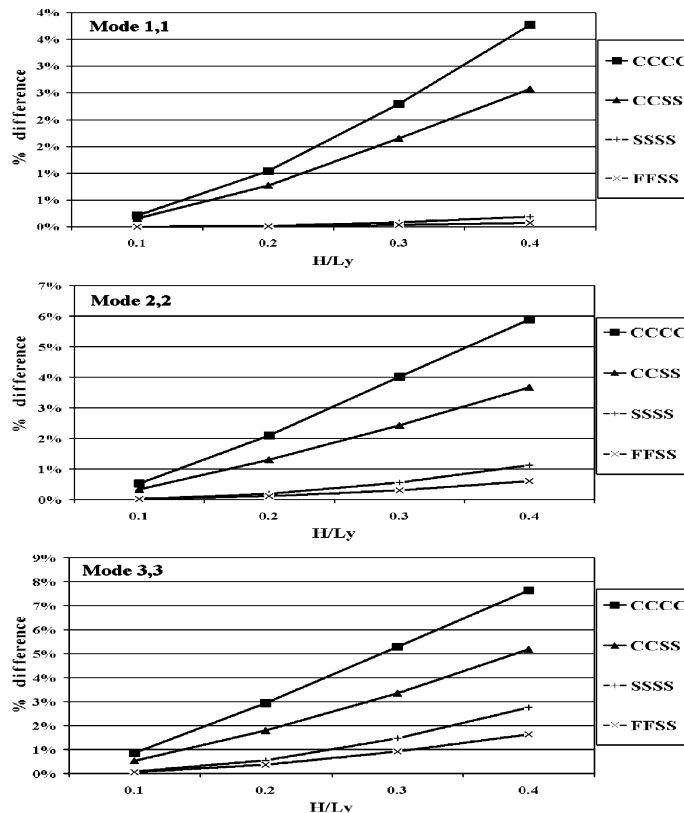 Mode 1,1
4%
3%
3%
2%
2%
1%
1%
0%
% difference
0.1 0.2 0.3 0.4
H/Ly
CCCC
CCSS
SSSS
FFSS
Mode 2,2
7%
6%
5%
4%
3%
2%
1%
0%
% difference
0.1 0.2 0.3 0.4
H/Ly
CCCC
CCSS
SSSS
FFSS
Mode 3,3
9%
8%
7%
6%
5%
4%
3%
2%
1%
0%
% difference
0.1 0.2 0.3 0.4
H/Ly
CCCC
CCSS
SSSS
FFSS